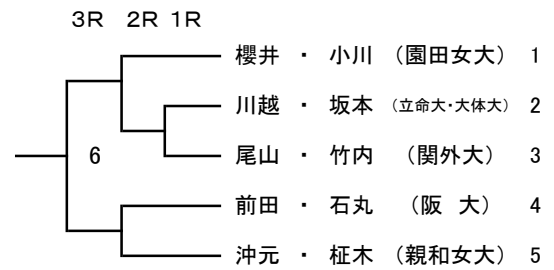 ３Ｒ ２Ｒ １Ｒ
櫻井 ・ 小川 （園田女大） 1
川越 ・ 坂本 （立命大・大体大） 2
6 尾山 ・ 竹内 （関外大） 3
前田 ・ 石丸 （阪 大） 4
沖元 ・ 柾木 （親和女大） 5